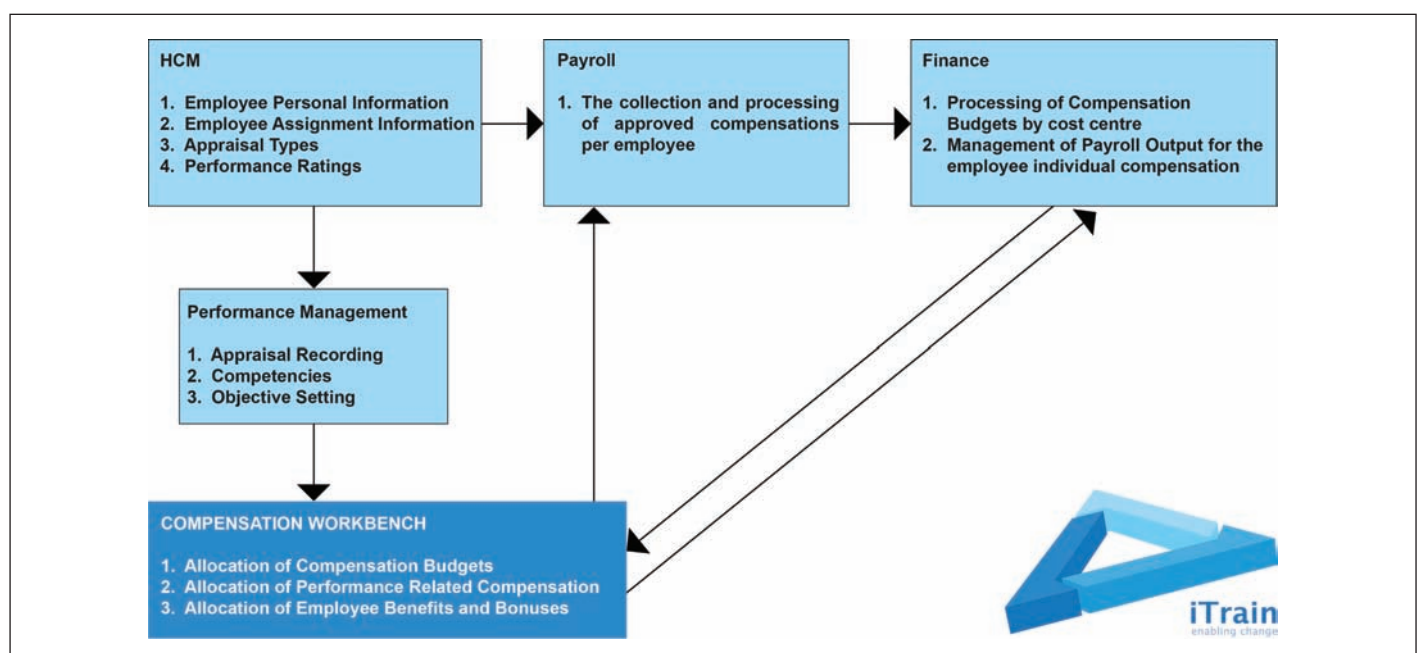 HCM
1. Employee Personal Information
2. Employee Assignment Information
3. Appraisal Types
4. Performance Ratings
Payroll
1. The collection and processing
of approved compensations
per employee
Finance
1. Processing of Compensation
Budgets by cost centre
2. Management of Payroll Output for the
employee individual compensation
Performance Management
1. Appraisal Recording
2. Competencies
3. Objective Setting
COMPENSATION WORKBENCH
1. Allocation of Compensation Budgets
2. Allocation of Performance Related Compensation
3. Allocation of Employee Benefits and Bonuses
iTrain
enabling change